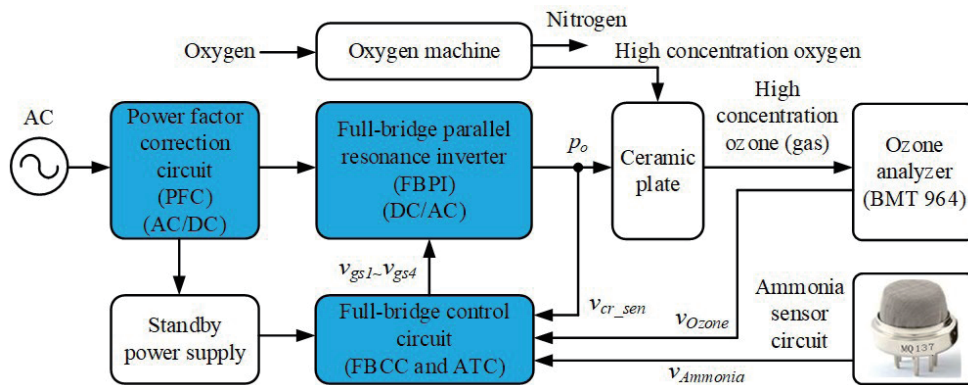 Oxygen
Oxygen machine
Nitrogen
High concentration oxygen
AC
Power factor
correction
circuit
(PFC)
(AC/DC)
Full-bridge parallel
resonance inverter
(FBPI)
(DC/AC)
p_o
Ceramic
plate
High
concentration
ozone (gas)
Ozone
analyzer
(BMT 964)
v_gs1~v_gs4
Standby
power supply
Full-bridge control
circuit
(FBCC and ATC)
v_cr_sen
v_Ozone
v_Ammonia
Ammonia
sensor
circuit
MQ137